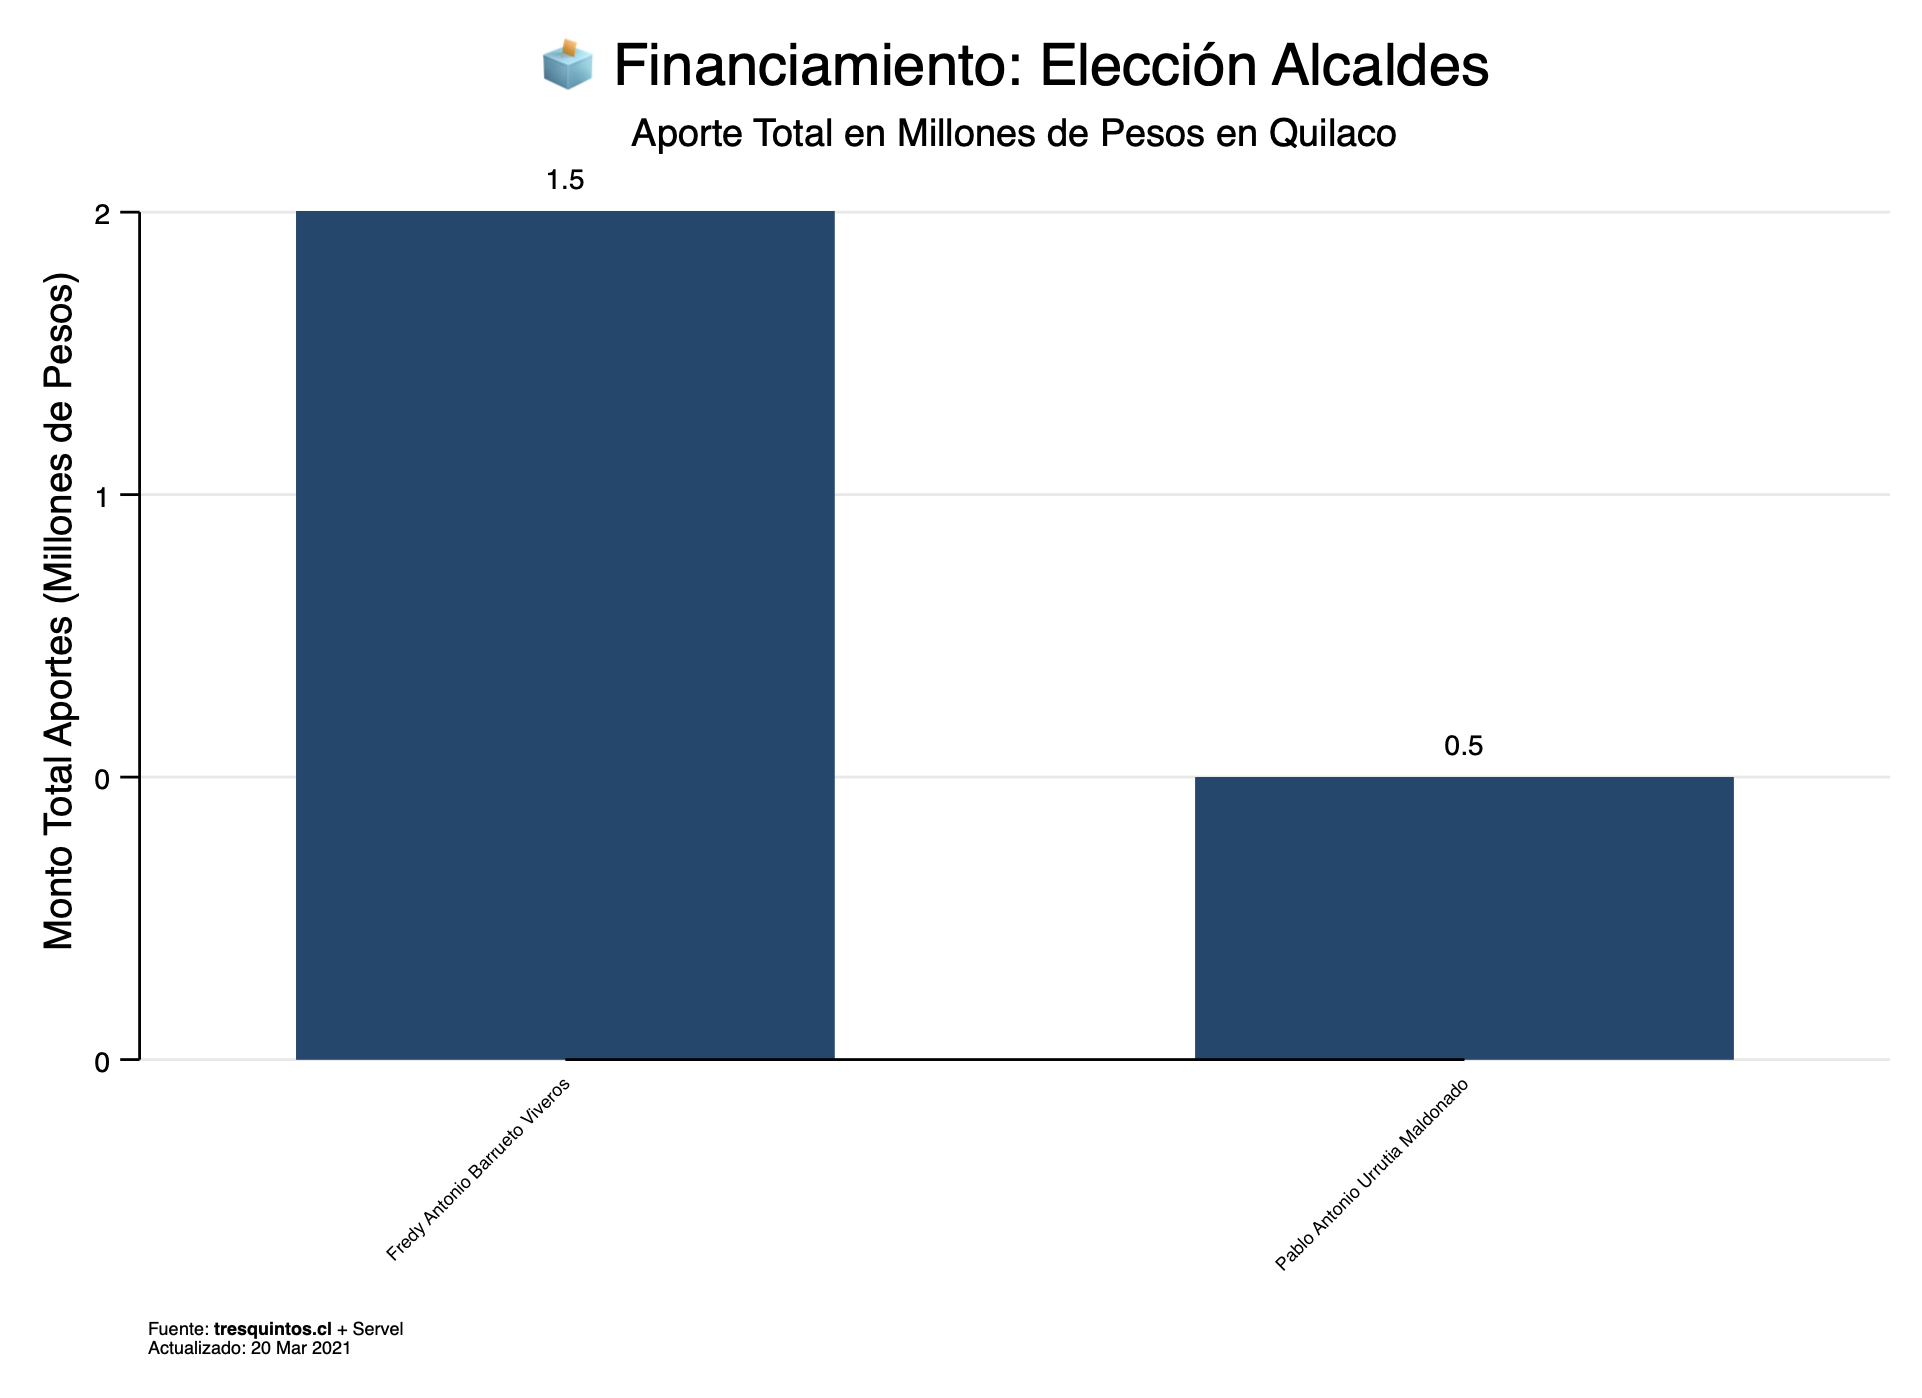 Financiamiento: Elección Alcaldes
Aporte Total en Millones de Pesos en Quilaco
Monto Total Aportes (Millones de Pesos)
2
1
0
0
1.5
0.5
Fredy Antonio Barrueto Viveros
Pablo Antonio Urrutia Maldonado
Fuente: tresquintos.cl + Servel
Actualizado: 20 Mar 2021